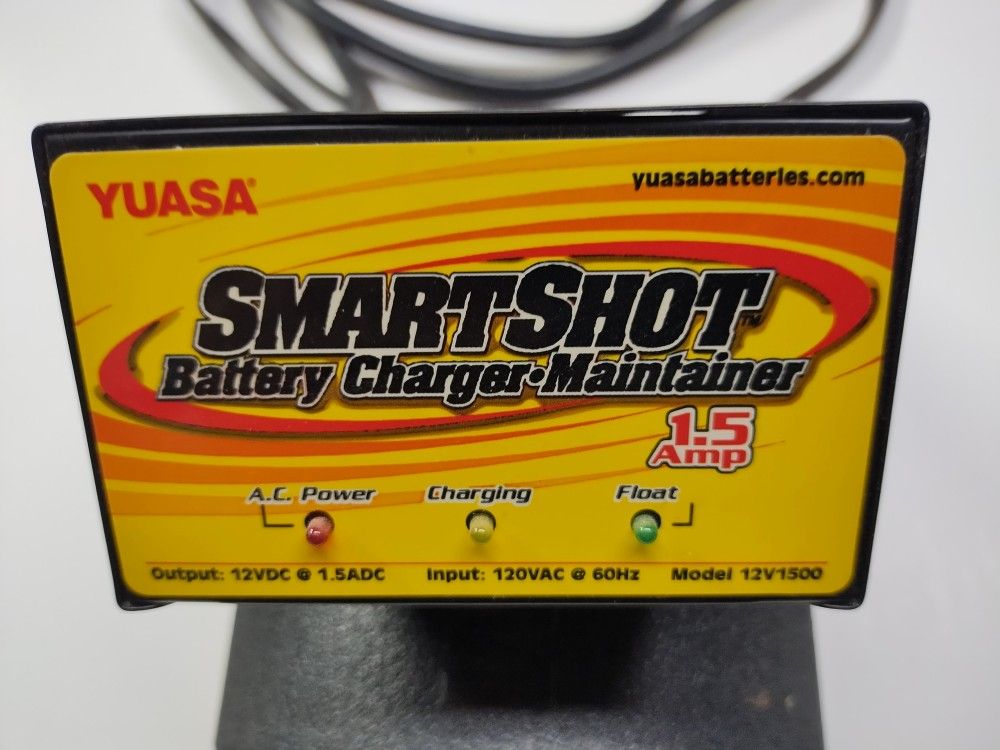 YUASA®
yuasabatteries.com
SMARTSHOT™
Battery Charger•Maintainer
1.5
Amp
A.C. Power Charging Float
Output: 12VDC @ 1.5ADC Input: 120VAC @ 60Hz Model 12V1500